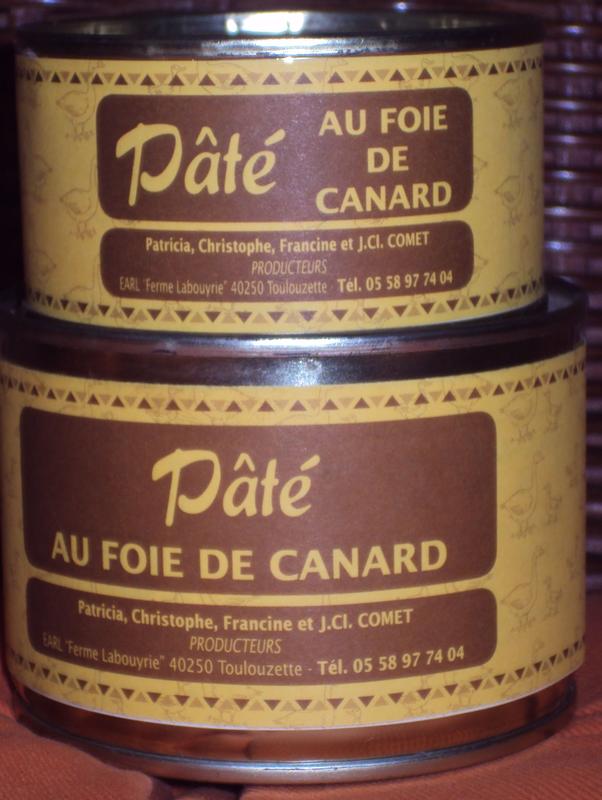 Pâté
AU FOIE
DE
CANARD
Patricia, Christophe, Francine et J.Cl. COMET
PRODUCTEURS
EARL "Ferme Labouyrie" 40250 Toulouzette - Tél. 05 58 97 74 04
Pâté
AU FOIE DE CANARD
Patricia, Christophe, Francine et J.Cl. COMET
PRODUCTEURS
EARL "Ferme Labouyrie" 40250 Toulouzette - Tél. 05 58 97 74 04